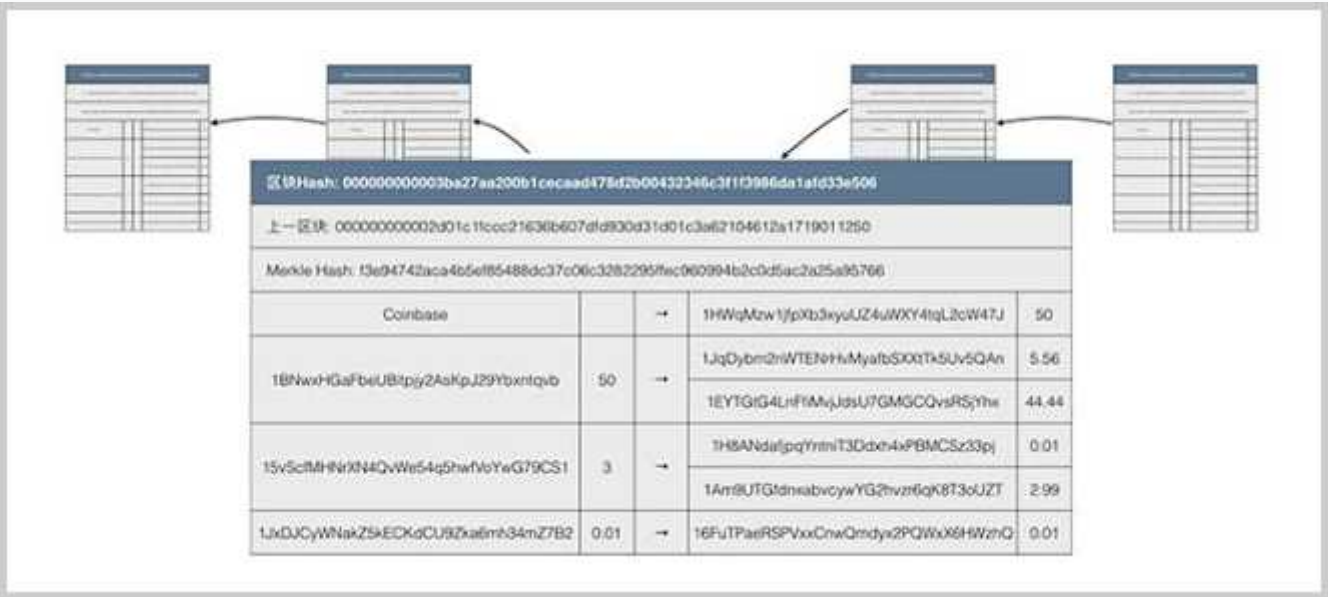 区块Hash: 000000000003ba27aa200b1cecaad478d2b00432346c3f1f3986da1afd33e506
上一区块: 000000000002d01c1fccc21636b607dfd930d31d01c3a62104612a1719011250
Merkle Hash: f3e94742aca4b5ef85488dc37c06c3282295ffec960994b2c0d5ac2a25a95766
Coinbase → 1HWqMzw1jfpXb3xyuUZ4uWXY4tqL2cW47J 50
1BNwxHGaFbeUBitpjy2AsKpJ29Ybxntqvb 50 → 1JqDybm2nWTENrHvMyafbSXXtTk5Uv5QAn 5.56
1EYTGtG4LnFfiMvjJdsU7GMGCQvsRSjYhx 44.44
15vScfMHNrXN4QvWe54q5hwfVoYwG79CS1 3 → 1H8ANdafjpqYntniT3Ddxh4xPBMCSz33pj 0.01
1Am9UTGfdnxabvcywYG2hvzr6qK8T3oUZT 2.99
1JxDJCyWNakZ5kECKdCU9Zka6mh34mZ7B2 0.01 → 16FuTPaeRSPVxxCnwQmdyx2PQWxX6HWzhQ 0.01